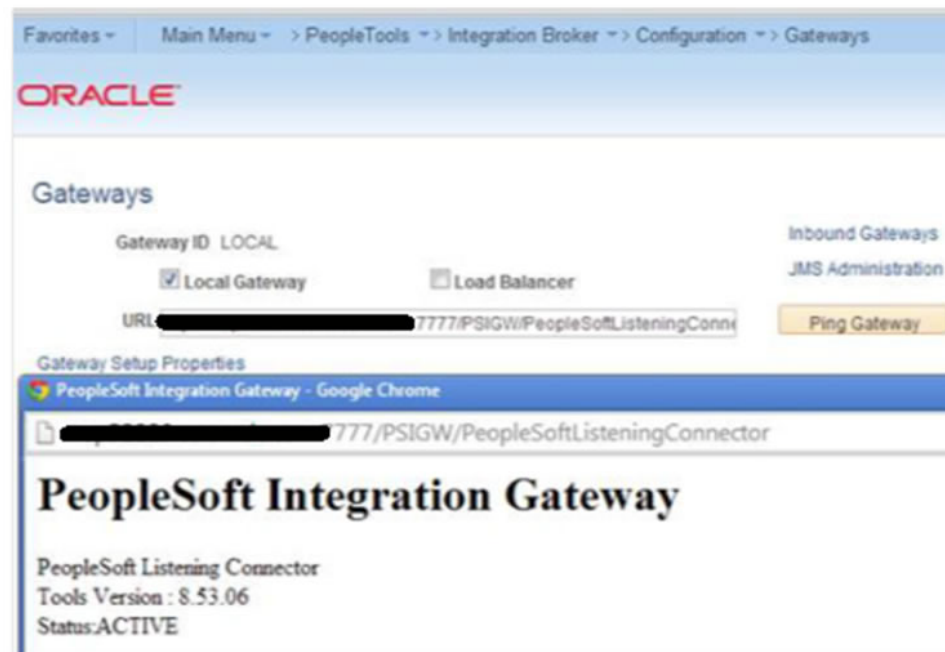 Favorites Main Menu > PeopleTools > Integration Broker > Configuration > Gateways
ORACLE
Gateways
Gateway ID LOCAL
Inbound Gateways
Local Gateway Load Balancer
JMS Administration
URL 7777/PSIGW/PeopleSoftListeningConne
Ping Gateway
Gateway Setup Properties
PeopleSoft Integration Gateway - Google Chrome
7777/PSIGW/PeopleSoftListeningConnector
PeopleSoft Integration Gateway
PeopleSoft Listening Connector
Tools Version : 8.53.06
Status:ACTIVE